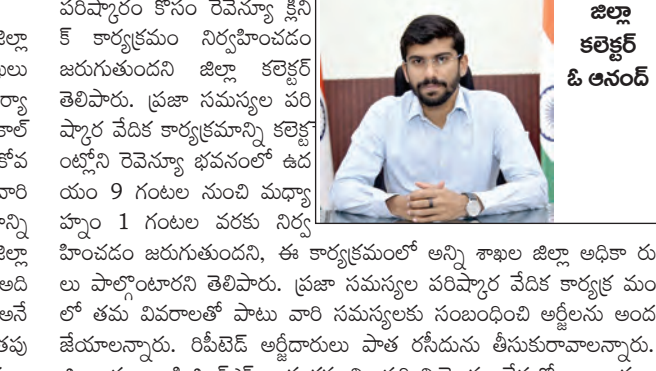 పరిష్కారం కోసం రెవెన్యూ క్లిని
క్ కార్యక్రమం నిర్వహించడం
జరుగుతుందని జిల్లా కలెక్టర్
తెలిపారు. ప్రజా సమస్యల పరి
ష్కార వేదిక కార్యక్రమాన్ని కలెక్ట
ంట్లోని రెవెన్యూ భవనంలో ఉద
యం 9 గంటల నుంచి మధ్యా
హ్నం 1 గంటల వరకు నిర్వ
హించడం జరుగుతుందని, ఈ కార్యక్రమంలో అన్ని శాఖల జిల్లా అధికా రు
లు పాల్గొంటారని తెలిపారు. ప్రజా సమస్యల పరిష్కార వేదిక కార్యక్ర మం
లో తమ వివరాలతో పాటు వారి సమస్యలకు సంబంధించి అర్జీలను అంద
జేయాలన్నారు. రిపీటెడ్ అర్జీదారులు పాత రసీదును తీసుకురావాలన్నారు.
జిల్లా
కలెక్టర్
ఓ ఆనంద్